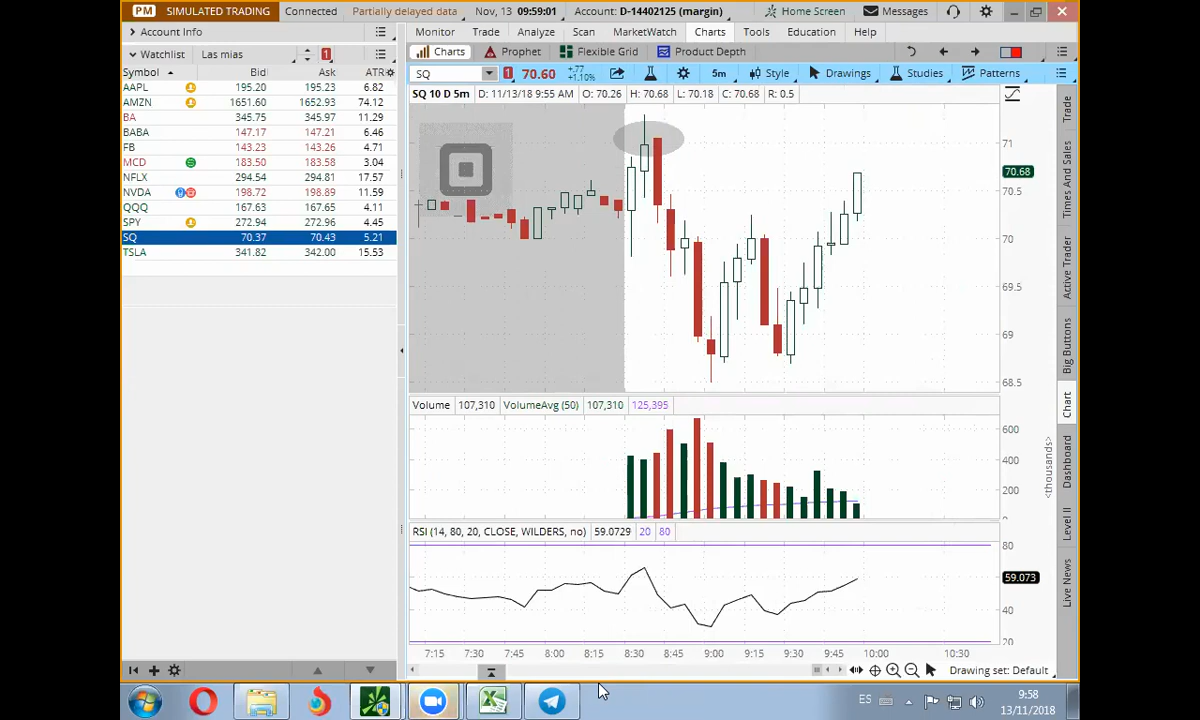 PM SIMULATED TRADING Connected Partially delayed data Nov, 13 09:59:01 Account: D-14402125 (margin) Home Screen Messages
Account Info Monitor Trade Analyze Scan MarketWatch Charts Tools Education Help
Watchlist Las mias 1 Charts Prophet Flexible Grid Product Depth
Symbol Bid Ask ATR SQ 1 70.60 +.77 +1.10% 5m Style Drawings Studies Patterns
AAPL 195.20 195.23 6.82
SQ 10 D 5m D: 11/13/18 9:55 AM O: 70.26 H: 70.68 L: 70.18 C: 70.68 R: 0.5
AMZN 1651.60 1652.93 74.12
BA 345.75 345.97 11.29
BABA 147.17 147.21 6.46
FB 143.23 143.26 4.71
MCD 183.50 183.58 3.04
NFLX 294.54 294.81 17.57
NVDA 198.72 198.89 11.59
QQQ 167.63 167.65 4.11
SPY 272.94 272.96 4.45
SQ 70.37 70.43 5.21
TSLA 341.82 342.00 15.53
71
70.68
70.5
70
69.5
69
68.5
Volume 107,310 VolumeAvg (50) 107,310 125,395
600
400
200
0
<thousands>
RSI (14, 80, 20, CLOSE, WILDERS, no) 59.0729 20 80
80
59.073
40
20
7:15 7:30 7:45 8:00 8:15 8:30 8:45 9:00 9:15 9:30 9:45 10:00 10:30
Drawing set: Default
Trade
Times And Sales
Active Trader
Big Buttons
Chart
Dashboard
Level II
Live News
ES 9:58
13/11/2018